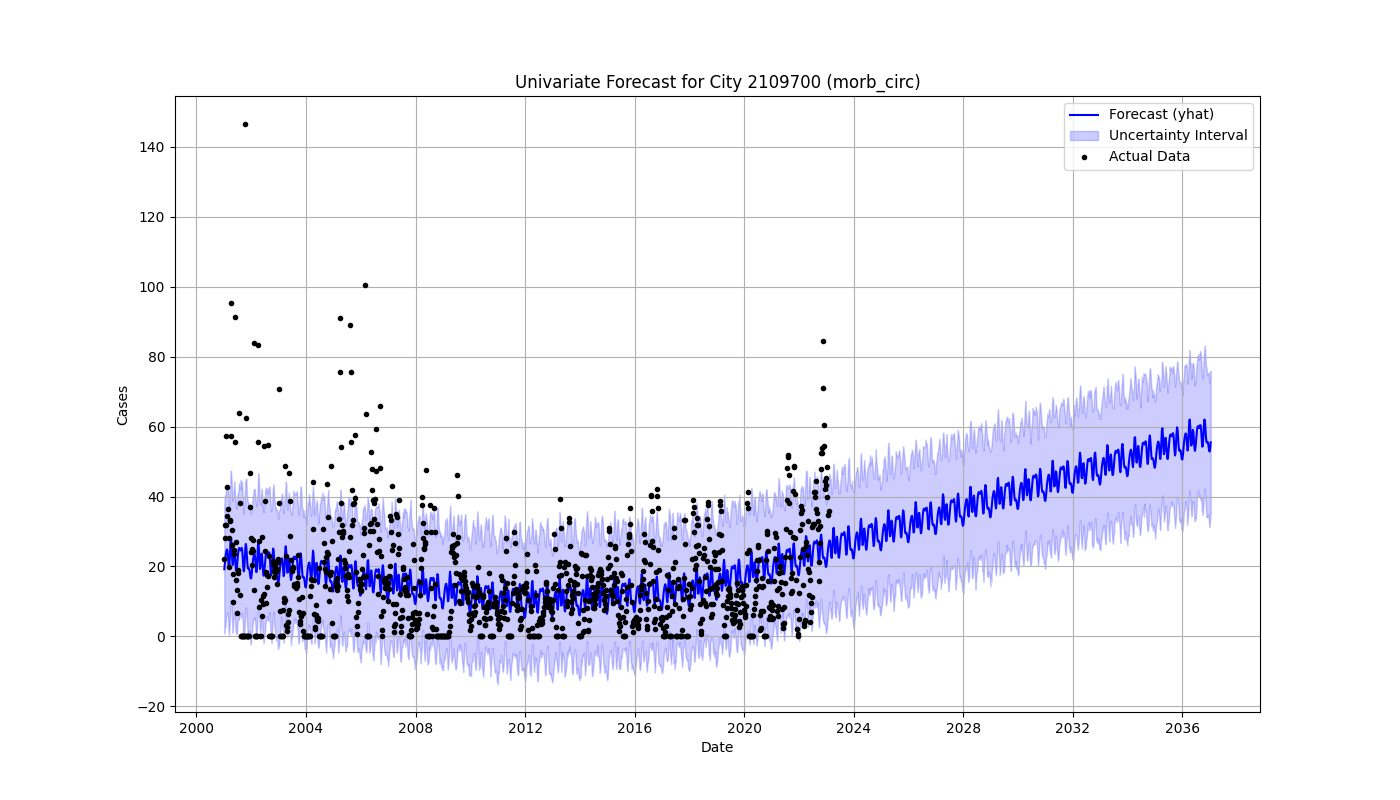 Univariate Forecast for City 2109700 (morb_circ)
Forecast (yhat)
Uncertainty Interval
Actual Data
140
120
100
80
60
40
20
0
−20
Cases
2000 2004 2008 2012 2016 2020 2024 2028 2032 2036
Date